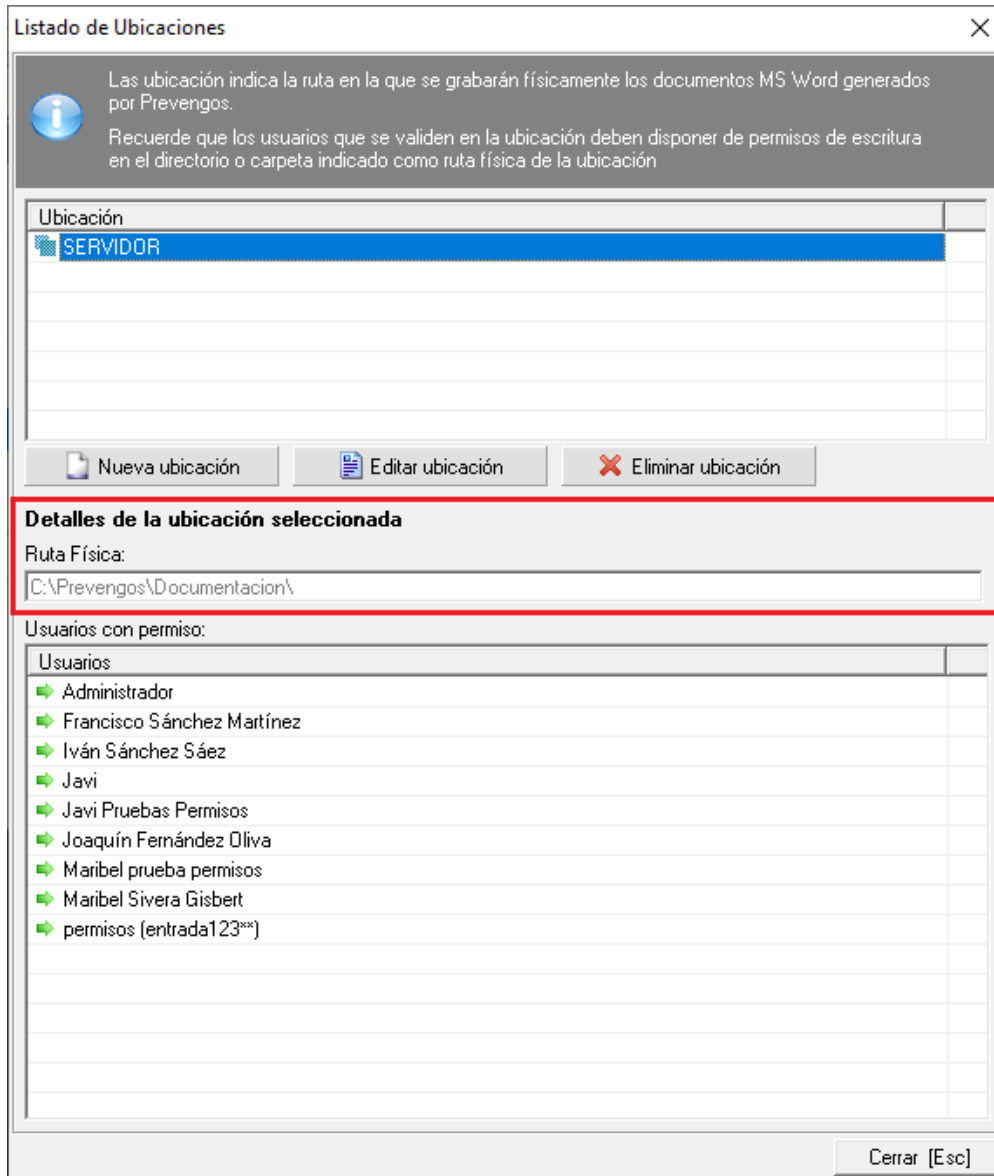 Listado de Ubicaciones
Las ubicación indica la ruta en la que se grabarán físicamente los documentos MS Word generados
por Prevengos.
Recuerde que los usuarios que se validen en la ubicación deben disponer de permisos de escritura
en el directorio o carpeta indicado como ruta física de la ubicación
Ubicación
SERVIDOR
Nueva ubicación Editar ubicación Eliminar ubicación
Detalles de la ubicación seleccionada
Ruta Física:
C:\Prevengos\Documentacion\
Usuarios con permiso:
Usuarios
Administrador
Francisco Sánchez Martínez
Iván Sánchez Sáez
Javi
Javi Pruebas Permisos
Joaquín Fernández Oliva
Maribel prueba permisos
Maribel Sivera Gisbert
permisos (entrada123**)
Cerrar [Esc]